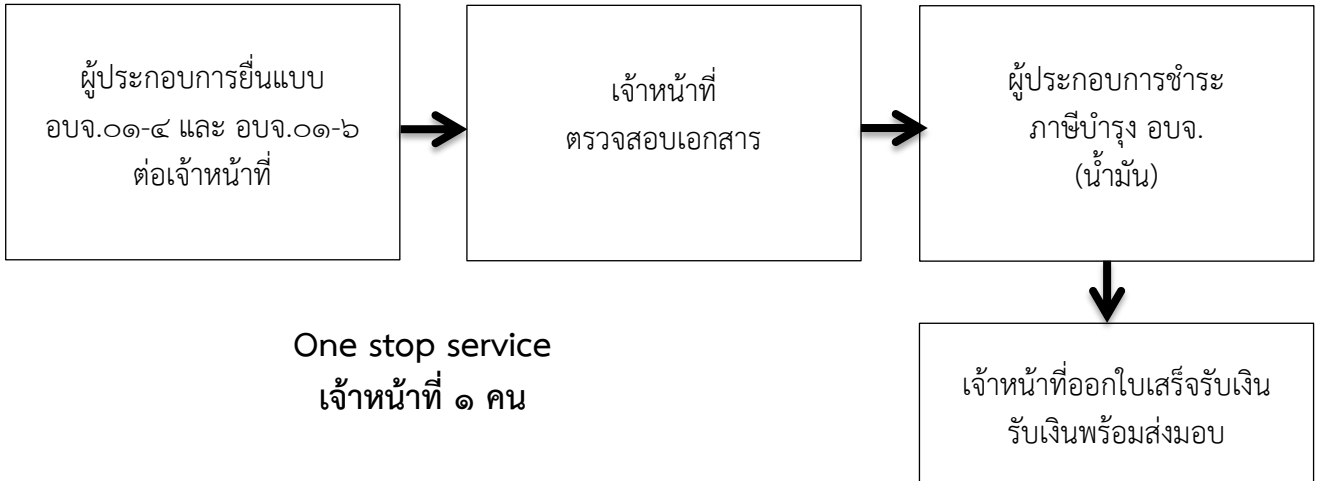 ผู้ประกอบการยื่นแบบ
อบจ.๐๑-๔ และ อบจ.๐๑-๖
ต่อเจ้าหน้าที่
เจ้าหน้าที่
ตรวจสอบเอกสาร
ผู้ประกอบการชำระ
ภาษีบำรุง อบจ.
(น้ำมัน)
One stop service
เจ้าหน้าที่ ๑ คน
เจ้าหน้าที่ออกใบเสร็จรับเงิน
รับเงินพร้อมส่งมอบ